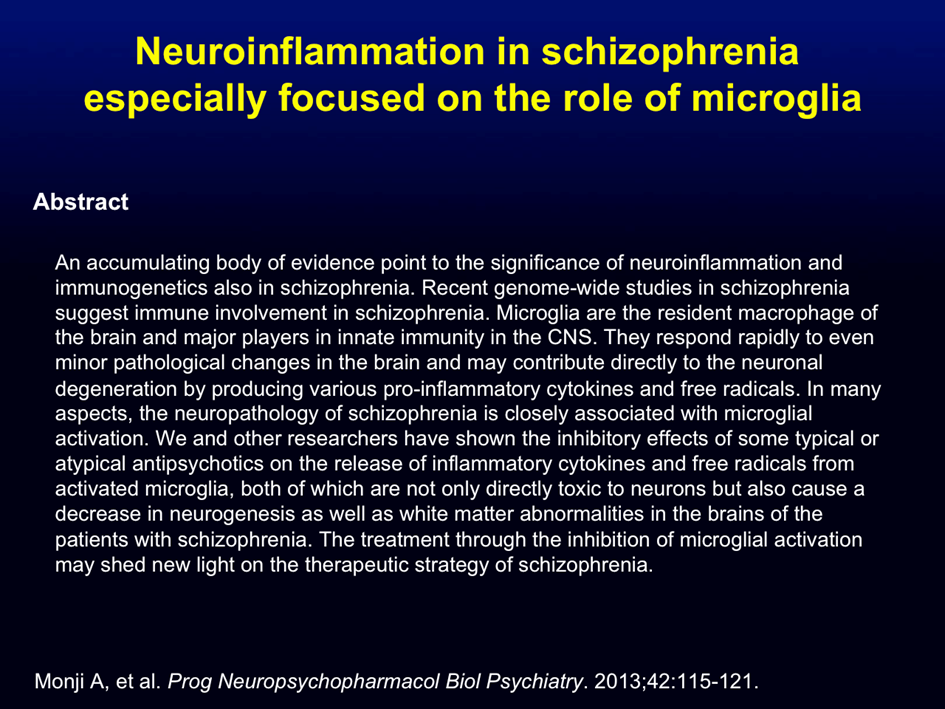 Neuroinflammation in schizophrenia
especially focused on the role of microglia
Abstract
An accumulating body of evidence point to the significance of neuroinflammation and
immunogenetics also in schizophrenia. Recent genome-wide studies in schizophrenia
suggest immune involvement in schizophrenia. Microglia are the resident macrophage of
the brain and major players in innate immunity in the CNS. They respond rapidly to even
minor pathological changes in the brain and may contribute directly to the neuronal
degeneration by producing various pro-inflammatory cytokines and free radicals. In many
aspects, the neuropathology of schizophrenia is closely associated with microglial
activation. We and other researchers have shown the inhibitory effects of some typical or
atypical antipsychotics on the release of inflammatory cytokines and free radicals from
activated microglia, both of which are not only directly toxic to neurons but also cause a
decrease in neurogenesis as well as white matter abnormalities in the brains of the
patients with schizophrenia. The treatment through the inhibition of microglial activation
may shed new light on the therapeutic strategy of schizophrenia.
Monji A, et al. Prog Neuropsychopharmacol Biol Psychiatry. 2013;42:115-121.